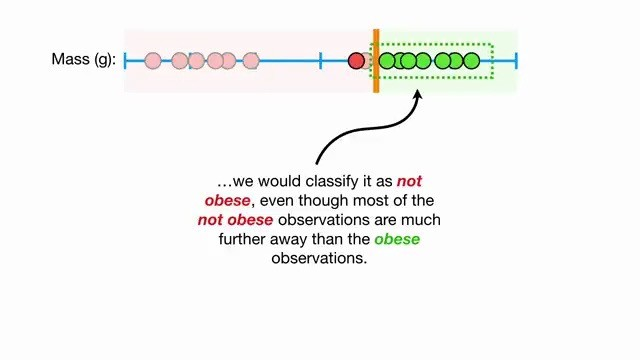 Mass (g):
…we would classify it as not
obese, even though most of the
not obese observations are much
further away than the obese
observations.